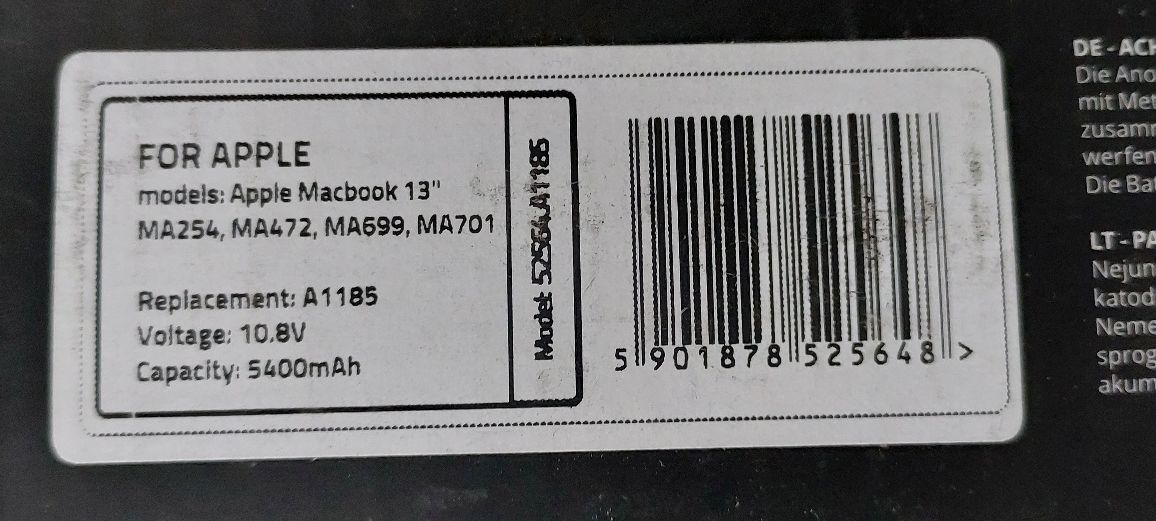 FOR APPLE
models: Apple Macbook 13"
MA254, MA472, MA699, MA701
Replacement: A1185
Voltage: 10.8V
Capacity: 5400mAh
Model: 52564.A1185
5 901878 525648 >
DE - ACH
Die Ano
mit Met
zusamm
werfen
Die Bat
LT - PA
Nejun
katod
Neme
sprog
akum